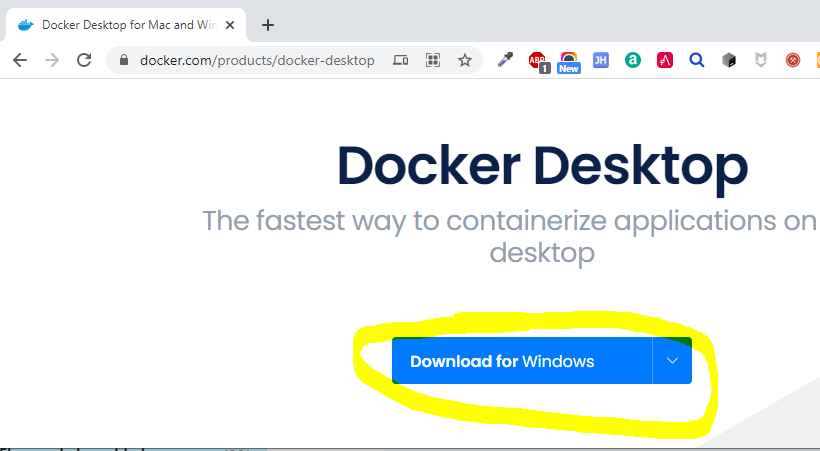 Docker Desktop for Mac and Win
docker.com/products/docker-desktop
ABP
1
New
JH
a
Docker Desktop
The fastest way to containerize applications on
desktop
Download for Windows